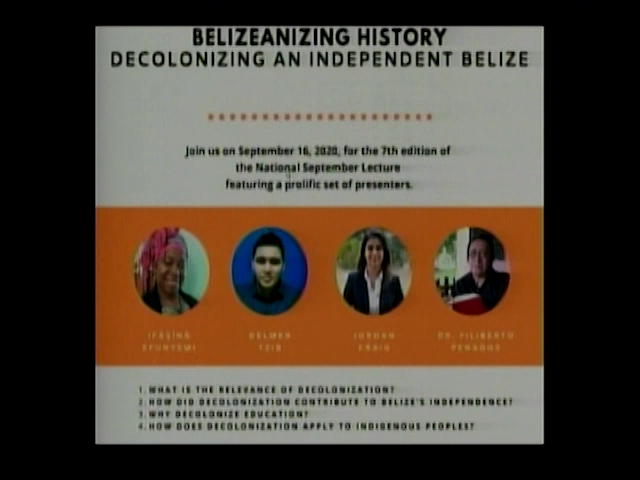 BELIZEANIZING HISTORY
DECOLONIZING AN INDEPENDENT BELIZE
Join us on September 16, 2020, for the 7th edition of
the National September Lecture
featuring a prolific set of presenters.
DELMER JORDAN DR. FILIBERTO
TZIB CRAIG PENADOS
1. WHAT IS THE RELEVANCE OF DECOLONIZATION?
2. HOW DID DECOLONIZATION CONTRIBUTE TO BELIZE'S INDEPENDENCE?
3. WHY DECOLONIZE EDUCATION?
4. HOW DOES DECOLONIZATION APPLY TO INDIGENOUS PEOPLES?